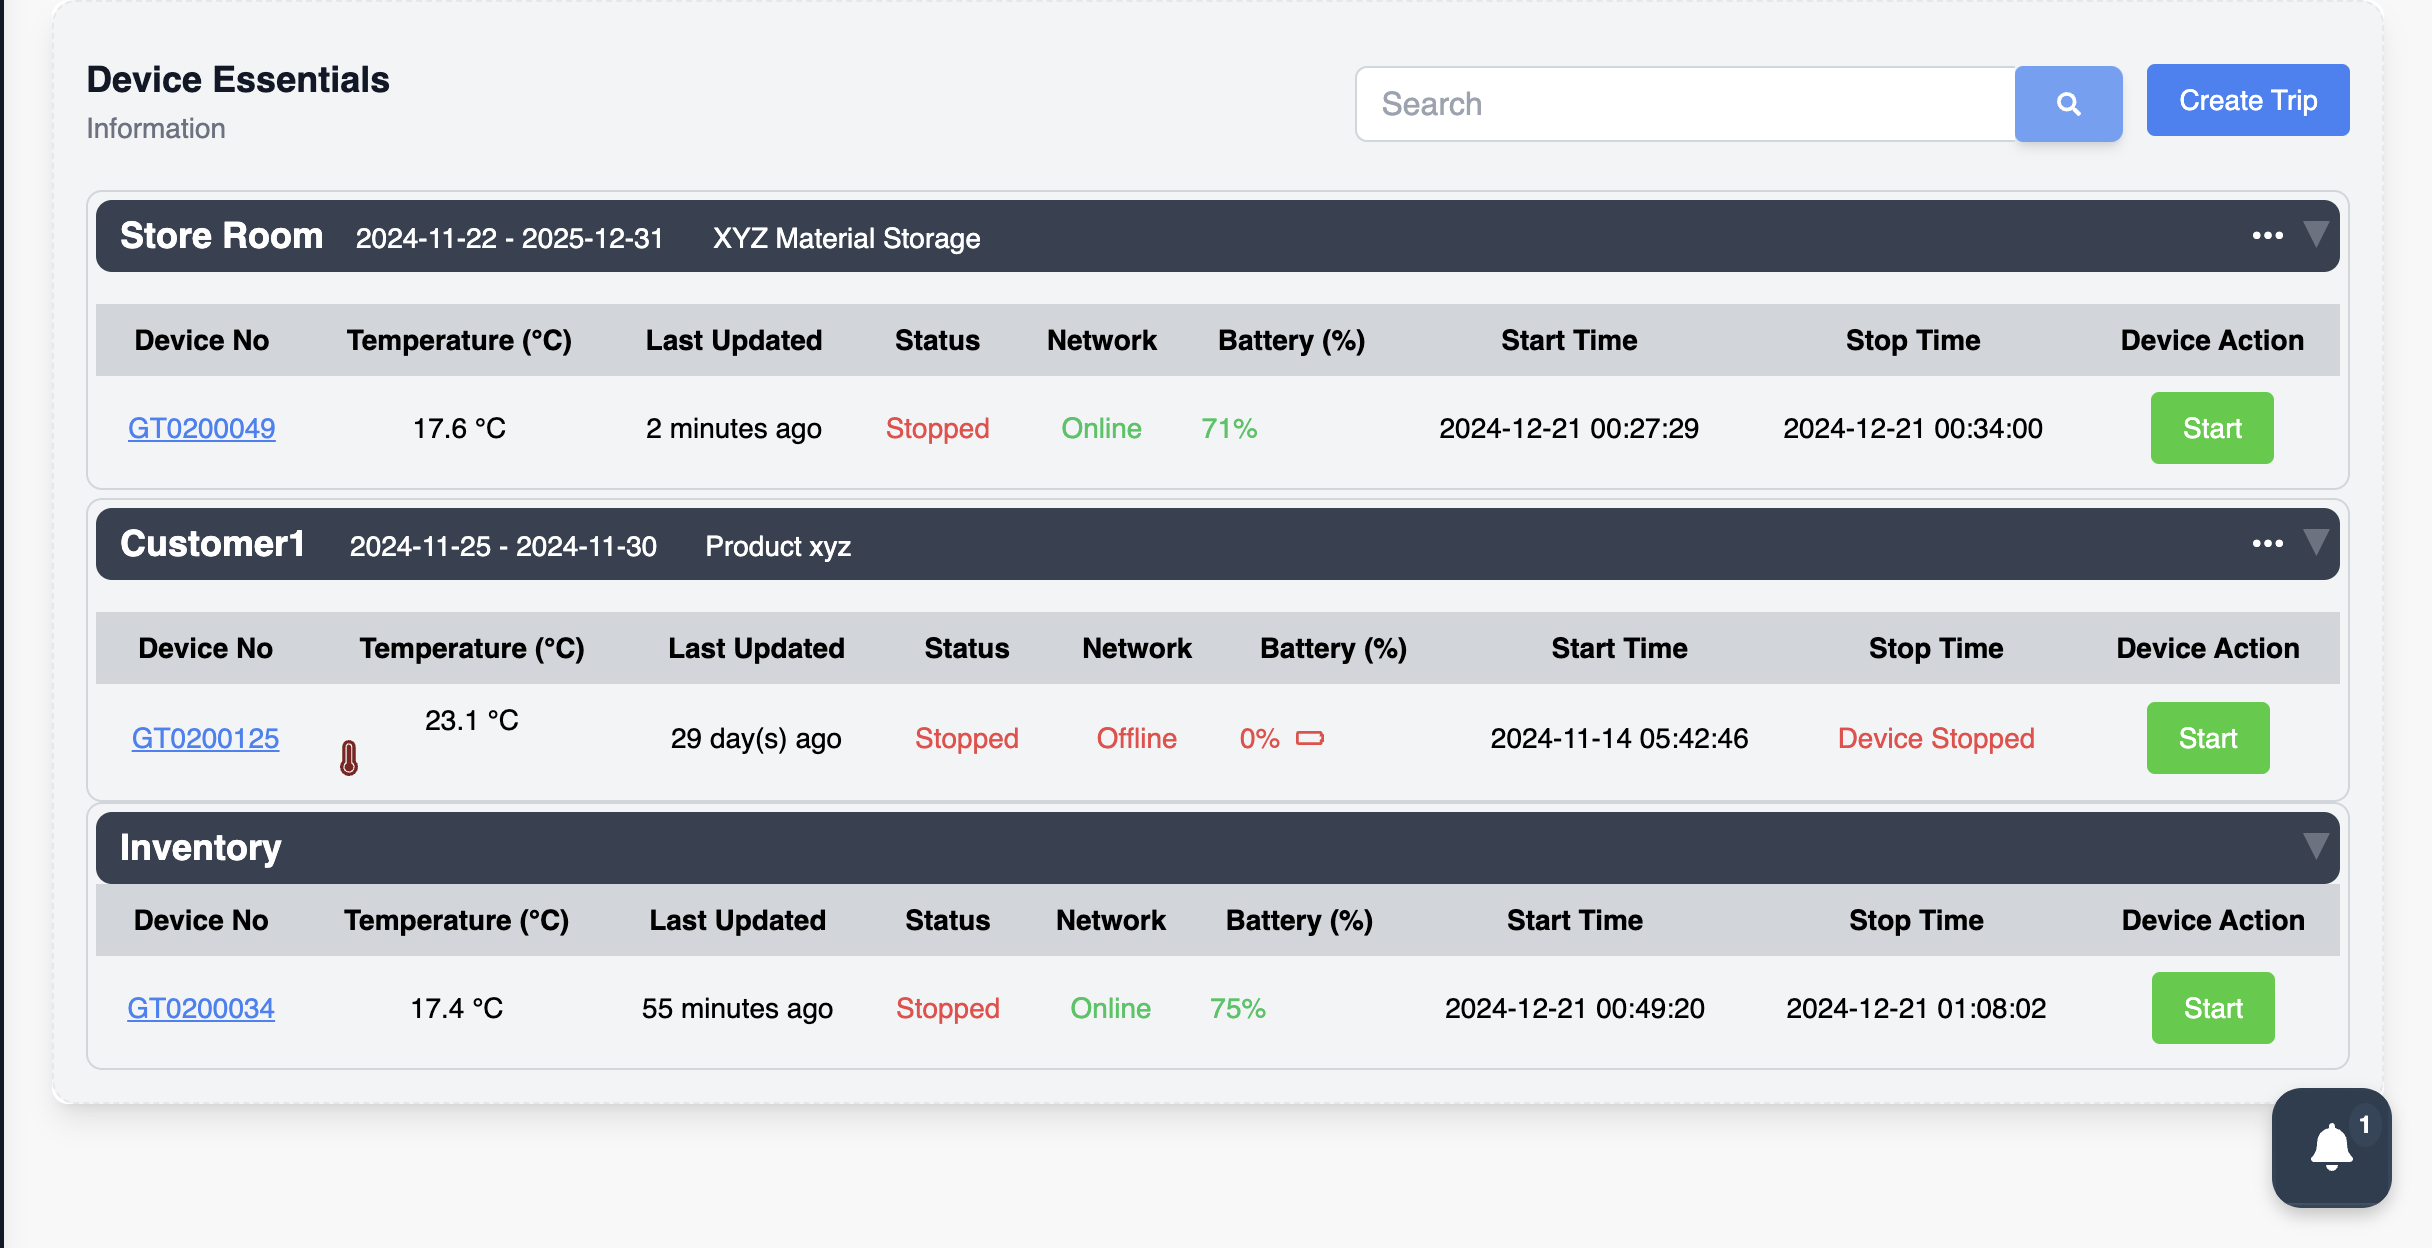 Device Essentials
Information
Search
Create Trip
Store Room 2024-11-22 - 2025-12-31 XYZ Material Storage
Device No Temperature (°C) Last Updated Status Network Battery (%) Start Time Stop Time Device Action
GT0200049 17.6 °C 2 minutes ago Stopped Online 71% 2024-12-21 00:27:29 2024-12-21 00:34:00 Start
Customer1 2024-11-25 - 2024-11-30 Product xyz
Device No Temperature (°C) Last Updated Status Network Battery (%) Start Time Stop Time Device Action
GT0200125 23.1 °C 29 day(s) ago Stopped Offline 0% 2024-11-14 05:42:46 Device Stopped Start
Inventory
Device No Temperature (°C) Last Updated Status Network Battery (%) Start Time Stop Time Device Action
GT0200034 17.4 °C 55 minutes ago Stopped Online 75% 2024-12-21 00:49:20 2024-12-21 01:08:02 Start
1